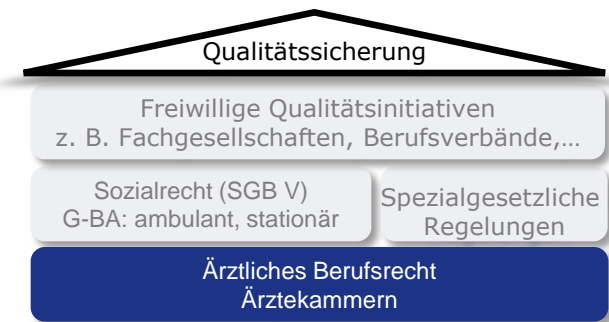 Qualitätssicherung
Freiwillige Qualitätsinitiativen
z. B. Fachgesellschaften, Berufsverbände,…
Sozialrecht (SGB V)
G-BA: ambulant, stationär
Spezialgesetzliche
Regelungen
Ärztliches Berufsrecht
Ärztekammern